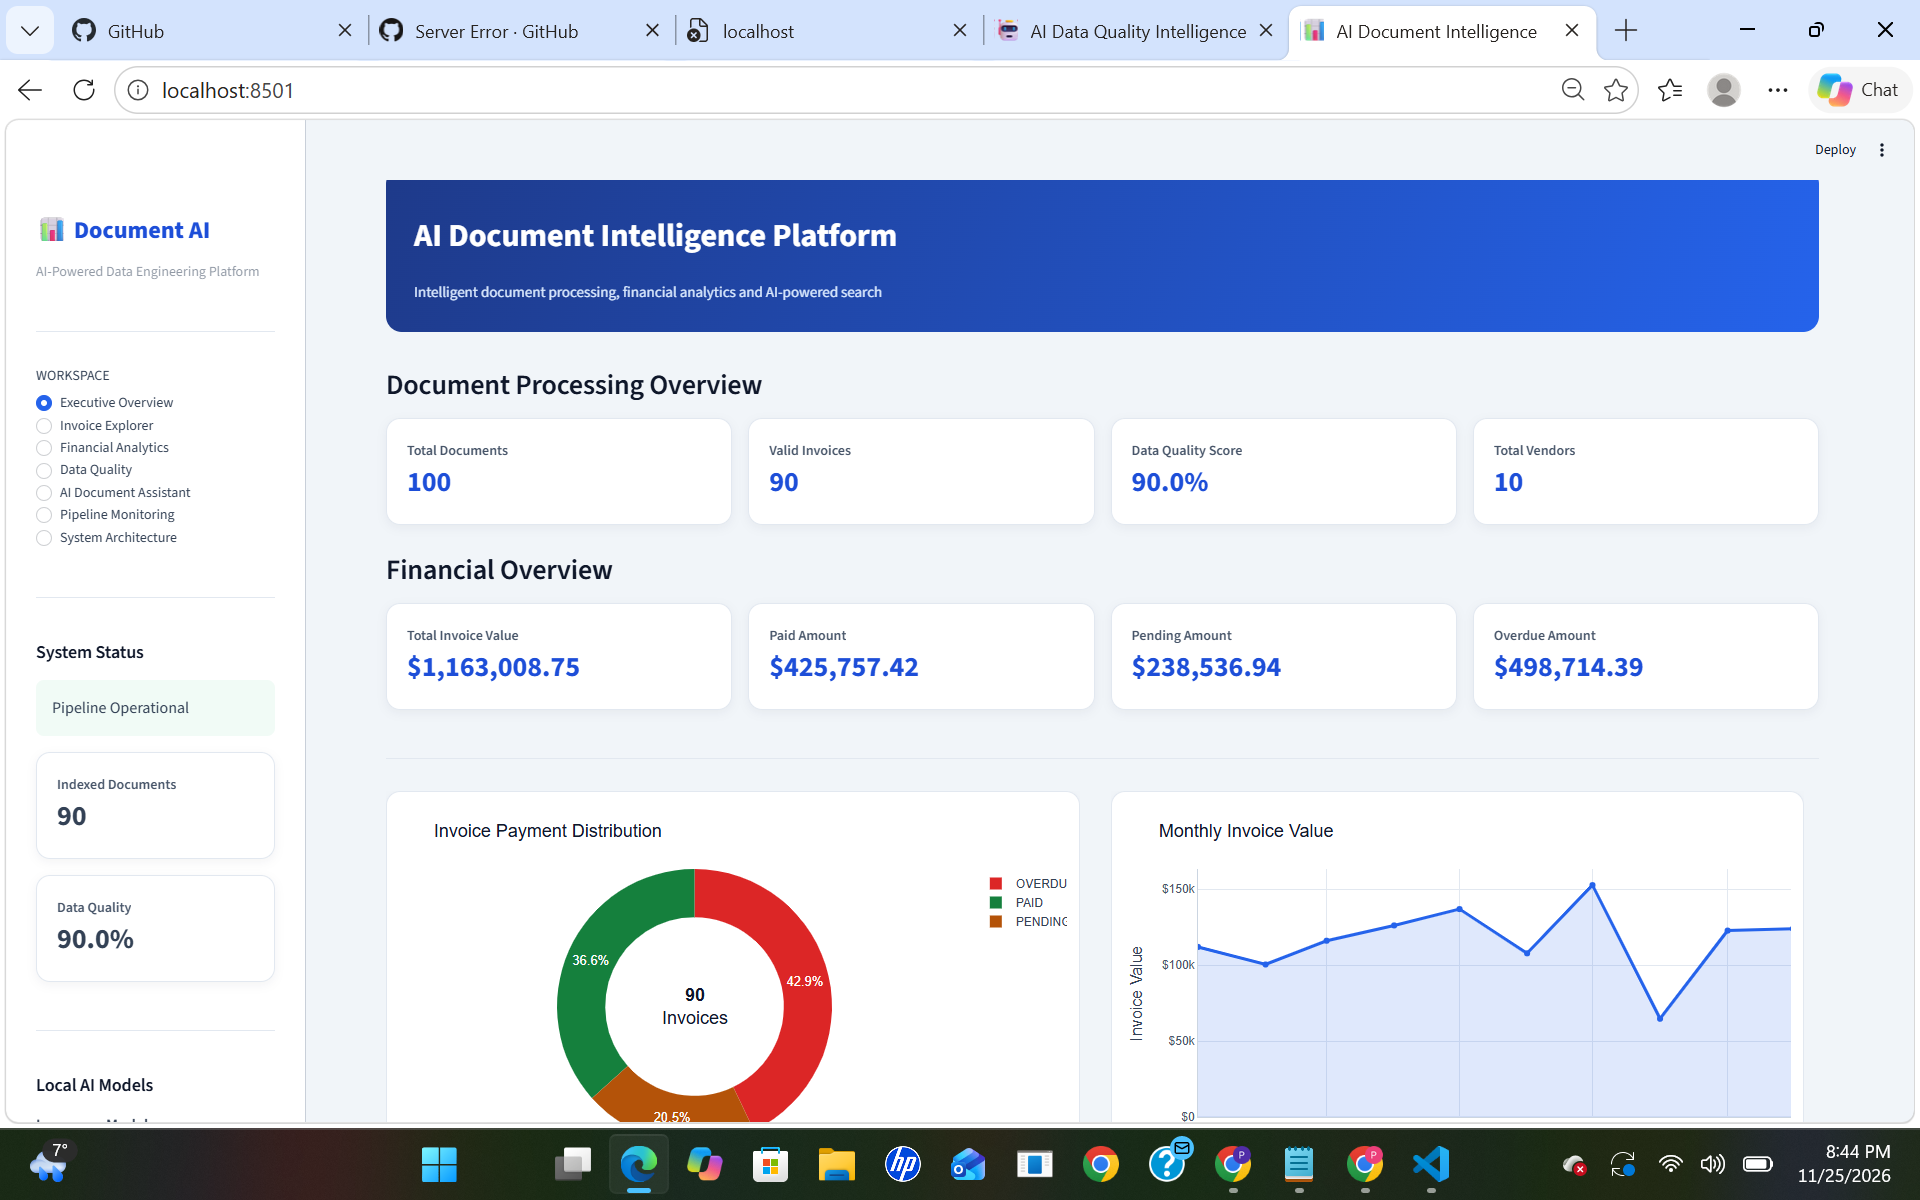 GitHub
Server Error · GitHub
localhost
AI Data Quality Intelligence
AI Document Intelligence
localhost:8501
Chat
Deploy
Document AI
AI-Powered Data Engineering Platform
WORKSPACE
Executive Overview
Invoice Explorer
Financial Analytics
Data Quality
AI Document Assistant
Pipeline Monitoring
System Architecture
System Status
Pipeline Operational
Indexed Documents
90
Data Quality
90.0%
Local AI Models
AI Document Intelligence Platform
Intelligent document processing, financial analytics and AI-powered search
Document Processing Overview
Total Documents
100
Valid Invoices
90
Data Quality Score
90.0%
Total Vendors
10
Financial Overview
Total Invoice Value
$1,163,008.75
Paid Amount
$425,757.42
Pending Amount
$238,536.94
Overdue Amount
$498,714.39
Invoice Payment Distribution
OVERDU
PAID
PENDING
36.6%
42.9%
20.5%
90
Invoices
Monthly Invoice Value
Invoice Value
$150k
$100k
$50k
$0
7°
hp
8:44 PM
11/25/2026